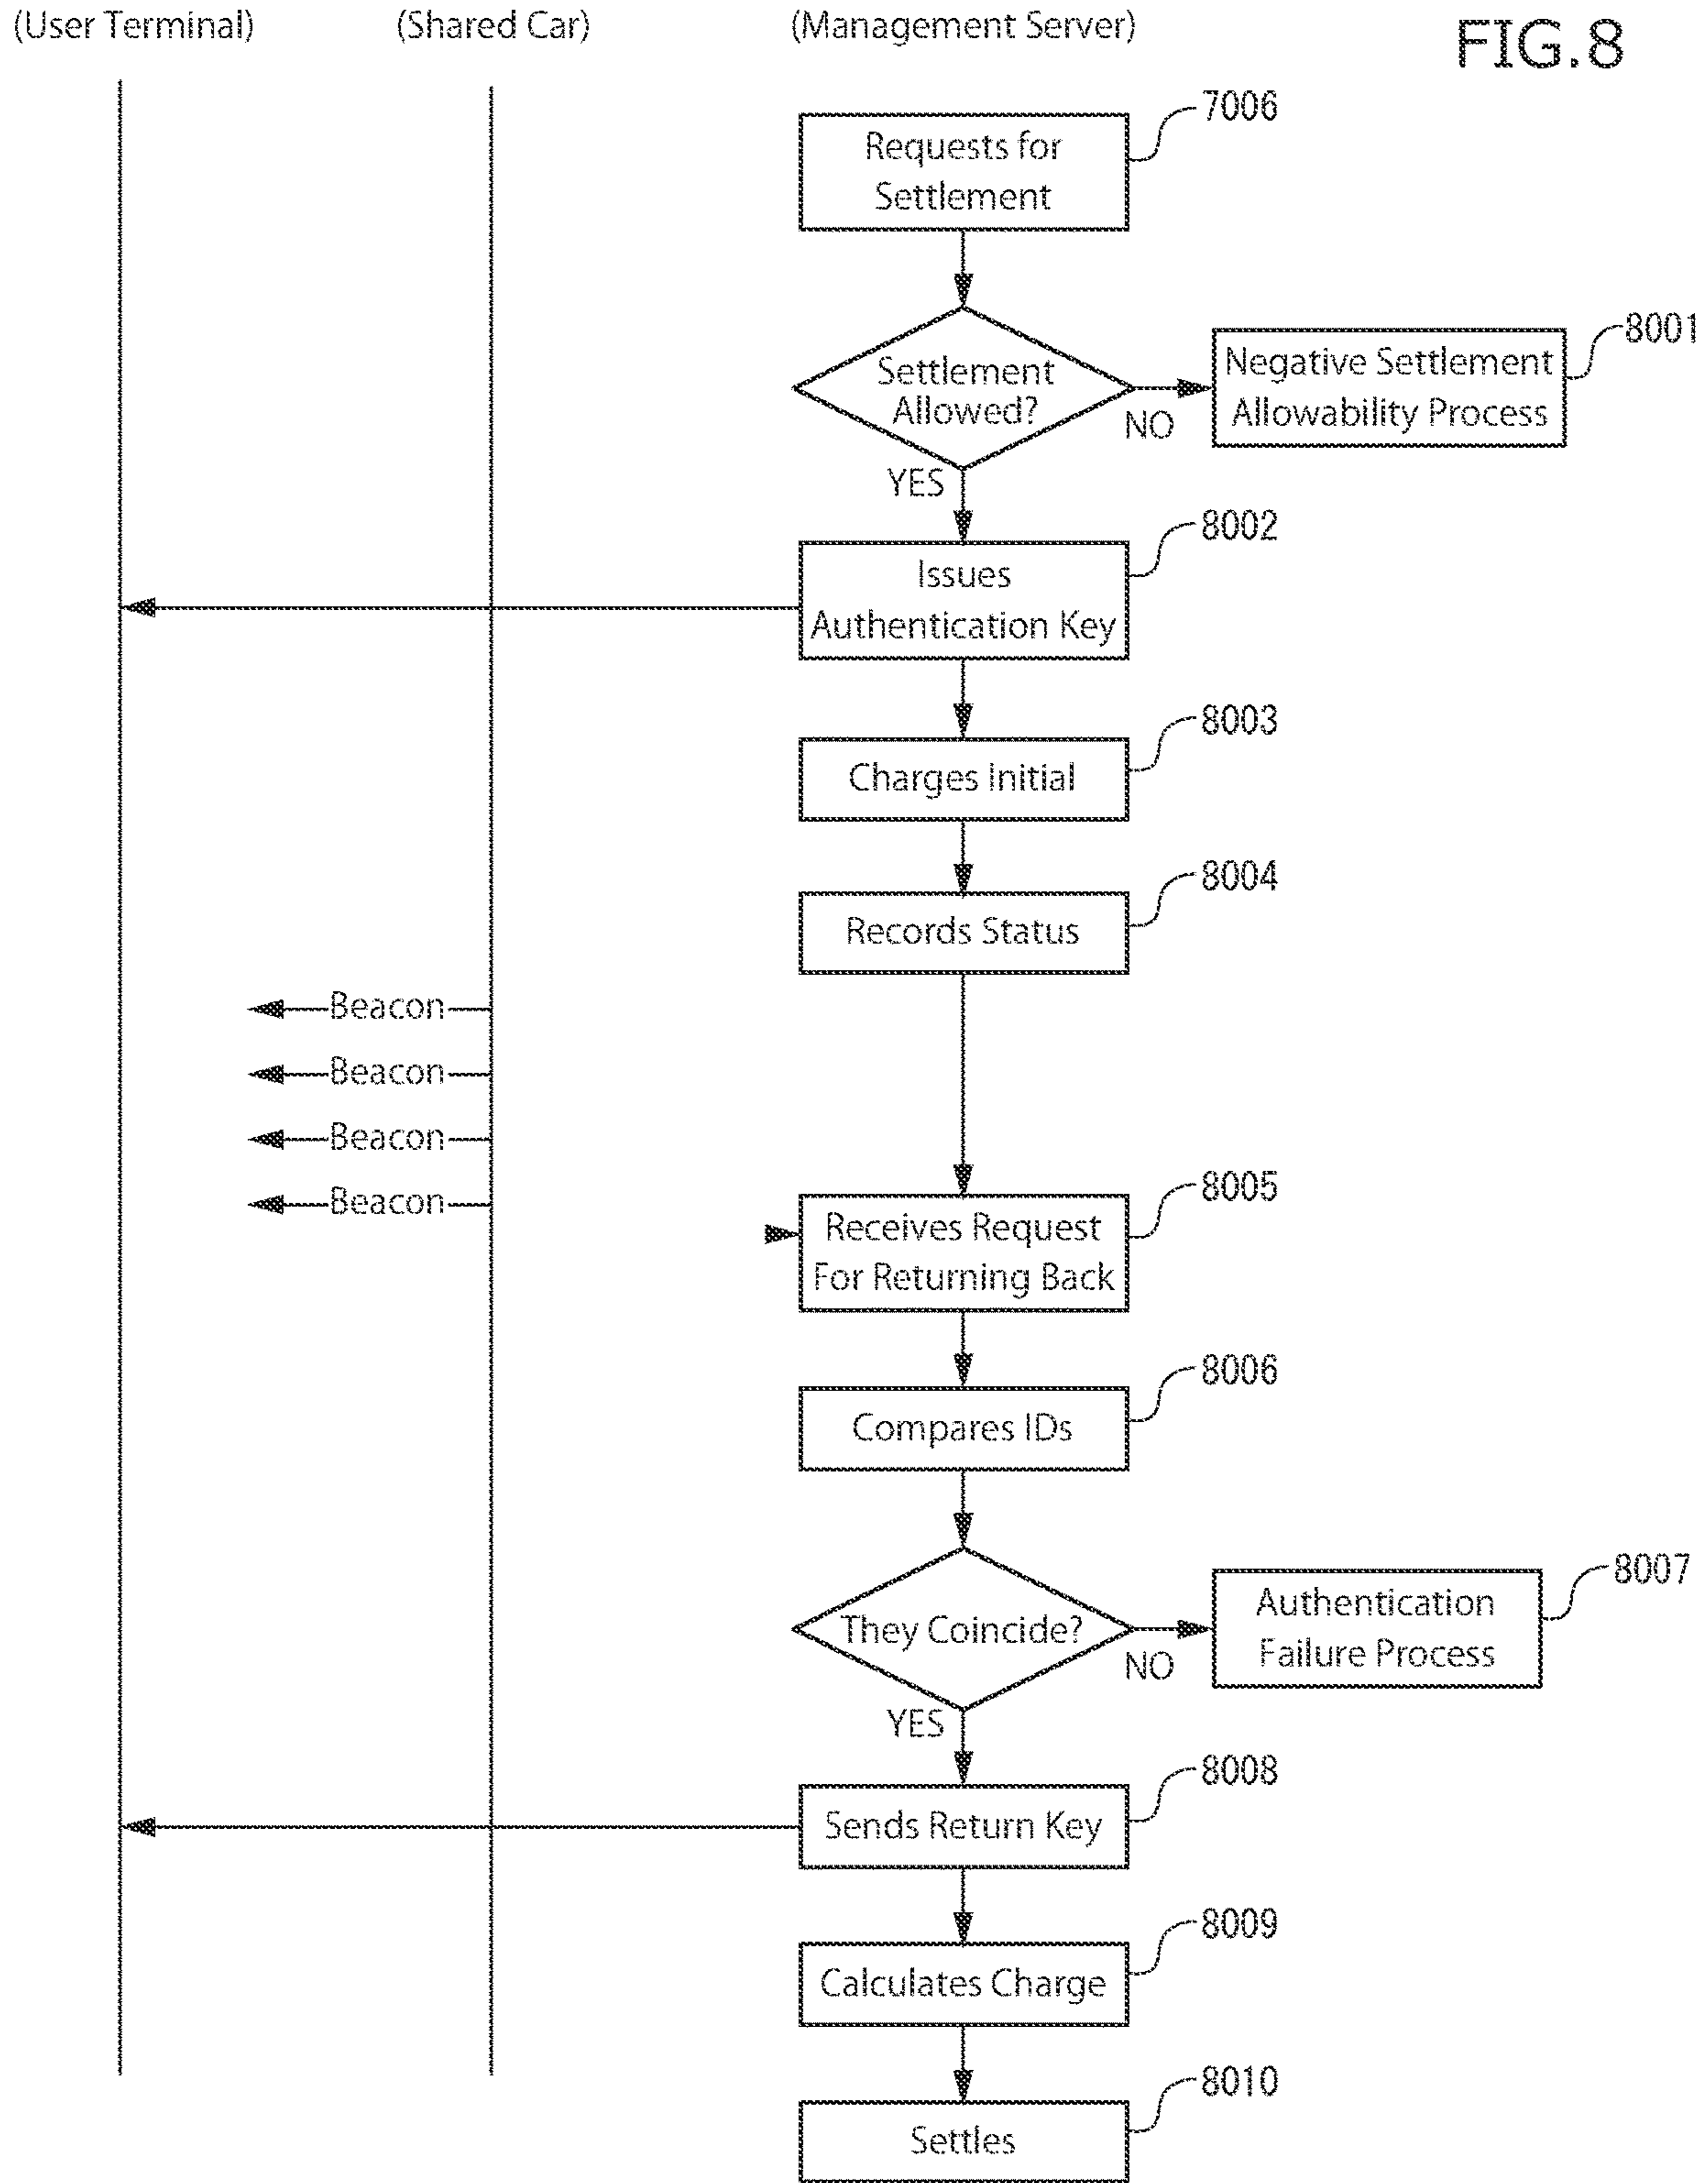 (User Terminal)
(Shared Car)
(Management Server)
FIG.8
7006
Requests for
Settlement
8001
Settlement
Allowed?
Negative Settlement
Allowability Process
NO
YES
8002
Issues
Authentication Key
8003
Charges Initial
8004
Records Status
Beacon
Beacon
Beacon
Beacon
8005
Receives Request
For Returning Back
8006
Compares IDs
8007
They Coincide?
Authentication
Failure Process
NO
YES
8008
Sends Return Key
8009
Calculates Charge
8010
Settles